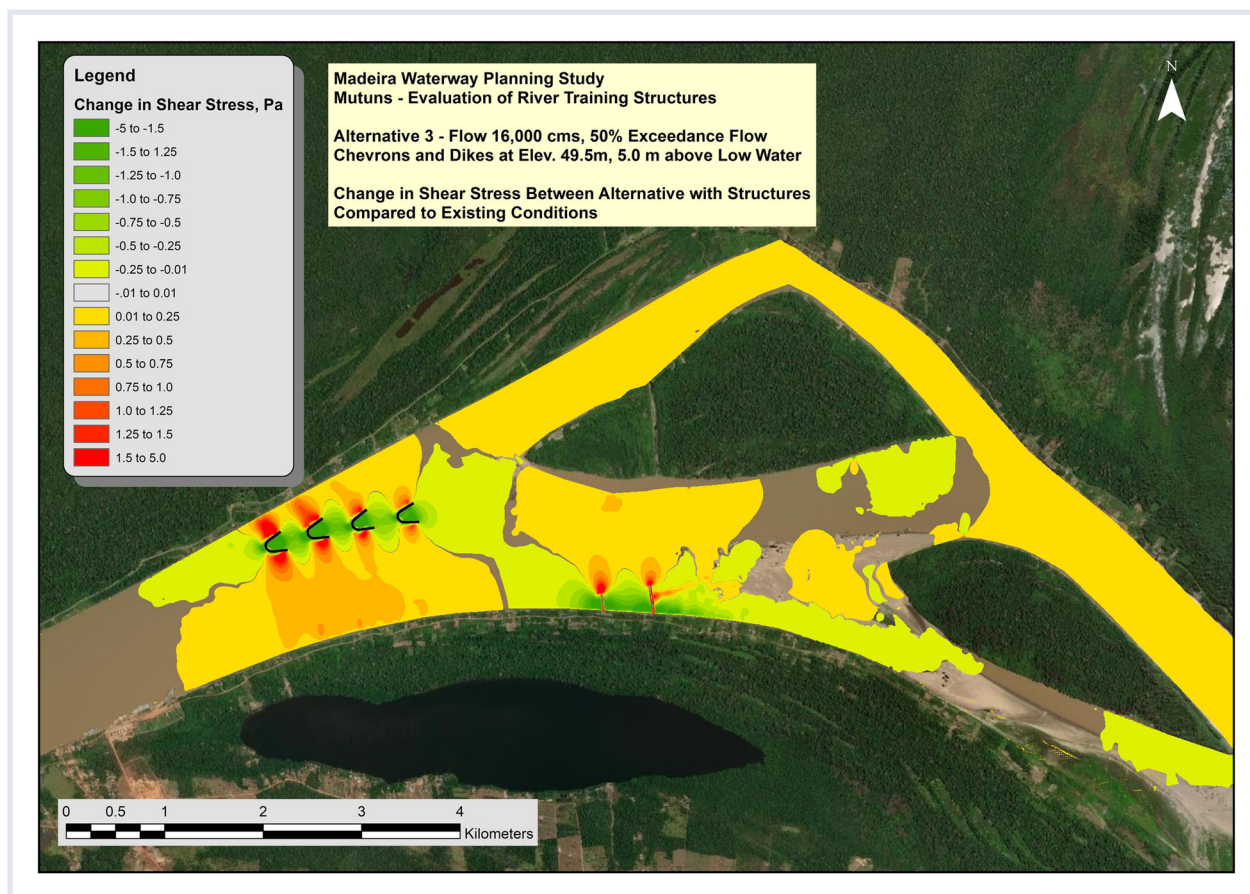 Legend
Change in Shear Stress, Pa
-5 to -1.5
-1.5 to 1.25
-1.25 to -1.0
-1.0 to -0.75
-0.75 to -0.5
-0.5 to -0.25
-0.25 to -0.01
-.01 to 0.01
0.01 to 0.25
0.25 to 0.5
0.5 to 0.75
0.75 to 1.0
1.0 to 1.25
1.25 to 1.5
1.5 to 5.0
Madeira Waterway Planning Study
Mutuns - Evaluation of River Training Structures
Alternative 3 - Flow 16,000 cms, 50% Exceedance Flow
Chevrons and Dikes at Elev. 49.5m, 5.0 m above Low Water
Change in Shear Stress Between Alternative with Structures
Compared to Existing Conditions
N
0 0.5 1 2 3 4
Kilometers